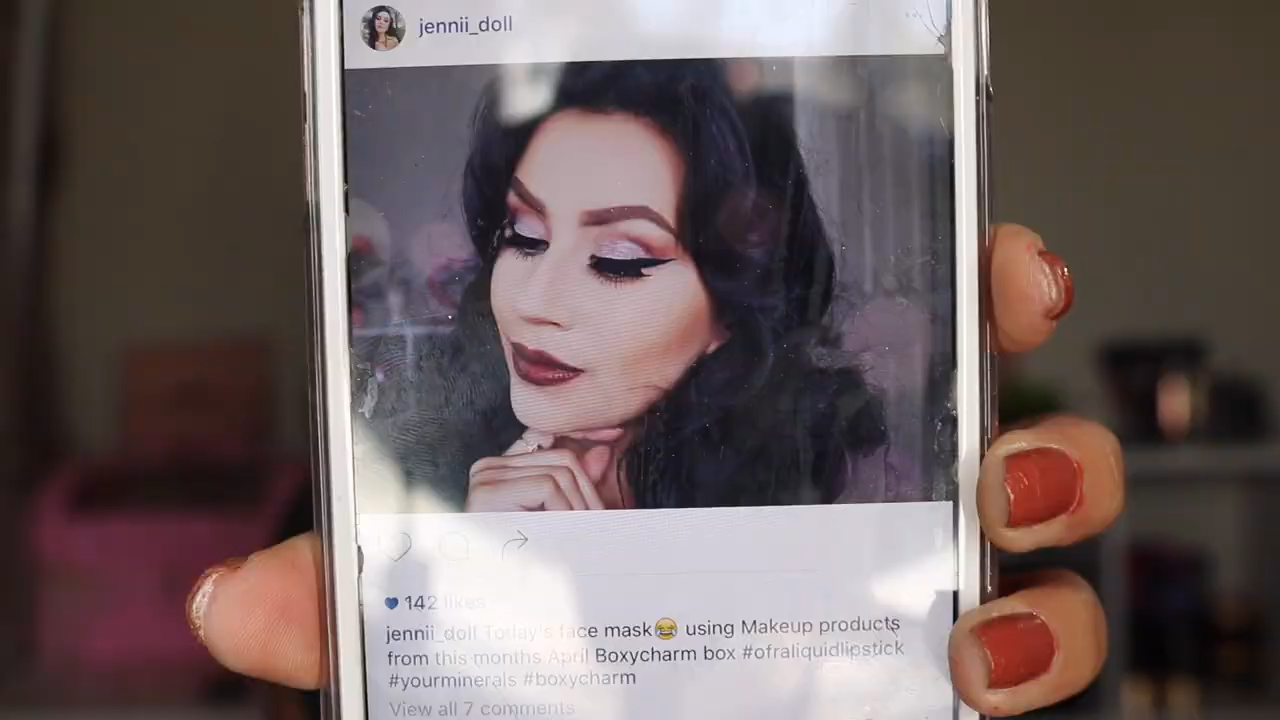 jennii_doll
142 likes
jennii_doll Today's face mask😂 using Makeup products
from this months April Boxycharm box #ofraliquidlipstick
#yourminerals #boxycharm
View all 7 comments